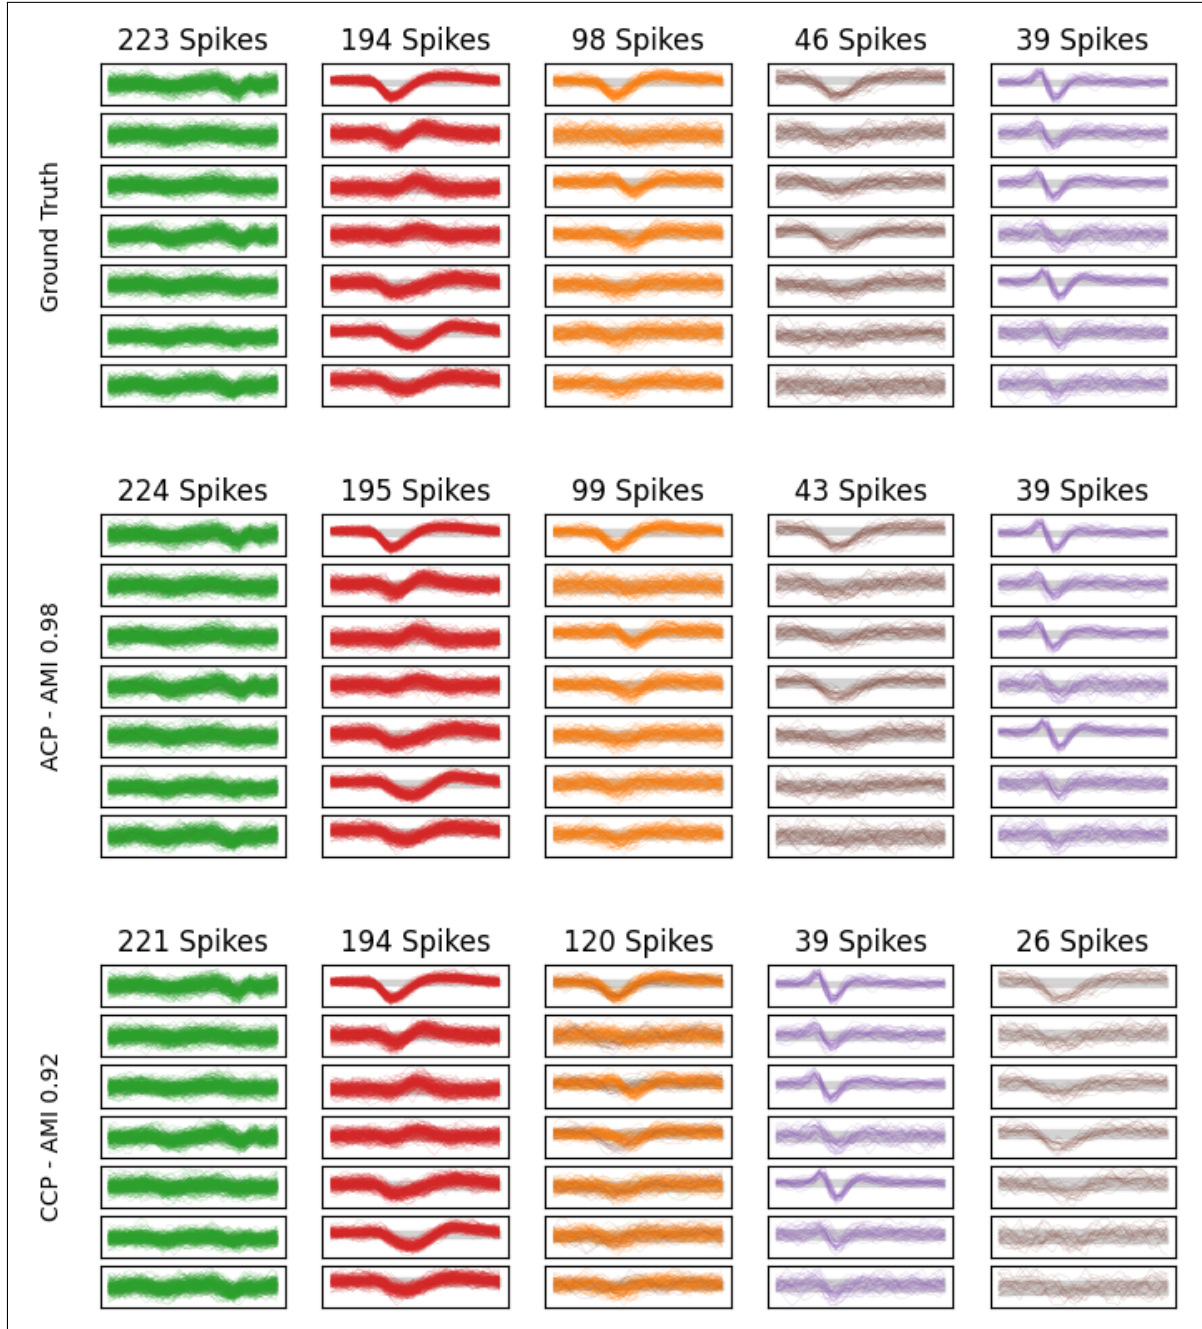 223 Spikes 194 Spikes 98 Spikes 46 Spikes 39 Spikes
Ground Truth
224 Spikes 195 Spikes 99 Spikes 43 Spikes 39 Spikes
ACP - AMI 0.98
221 Spikes 194 Spikes 120 Spikes 39 Spikes 26 Spikes
CCP - AMI 0.92